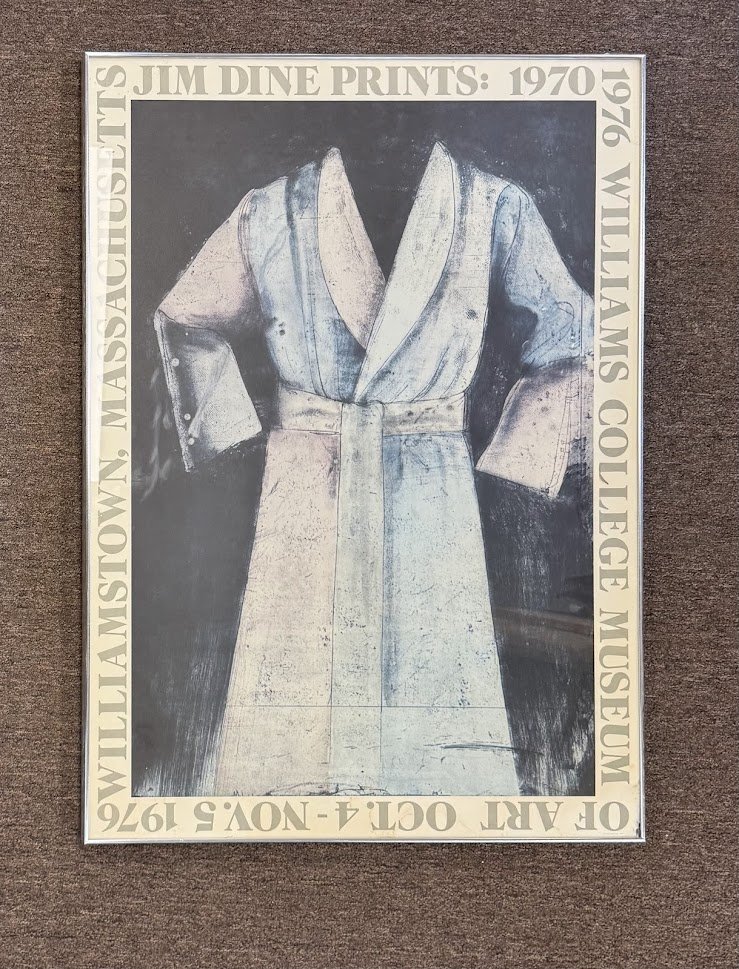 JIM DINE PRINTS: 1970
1976 WILLIAMS COLLEGE MUSEUM
OF ART OCT. 4 - NOV. 5 1976
WILLIAMSTOWN, MASSACHUSETTS